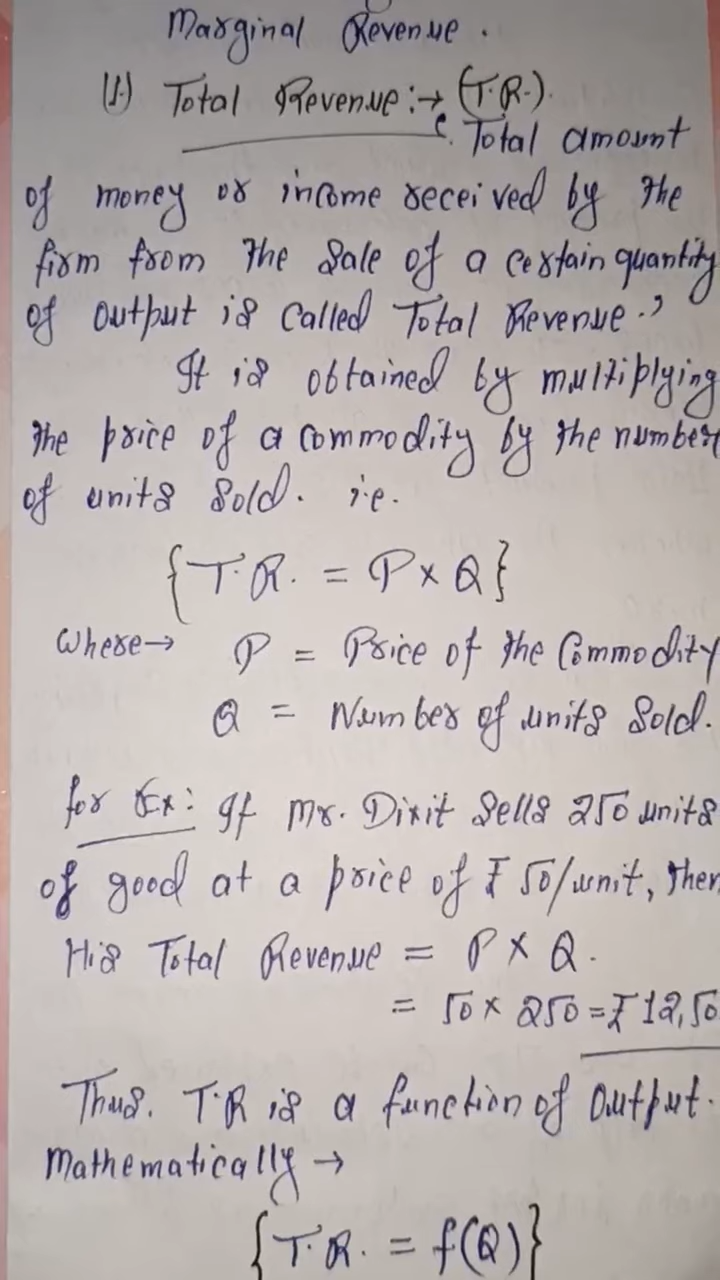 Marginal Revenue.
(1.) Total Revenue :→ (T.R.).
"Total amount
of money or income received by the
firm from the sale of a certain quantity
of output is called Total Revenue."
It is obtained by multiplying
the price of a commodity by the number
of units sold. i.e.
{T.R. = P × Q}
Where→ P = Price of the Commodity
Q = Number of units sold.
for Ex: If Mr. Dixit sells 250 units
of good at a price of ₹ 50/unit, then
His Total Revenue = P × Q.
= 50 × 250 = ₹ 12,50
Thus. T.R is a function of output.
Mathematically →
{T.R. = f(Q)}